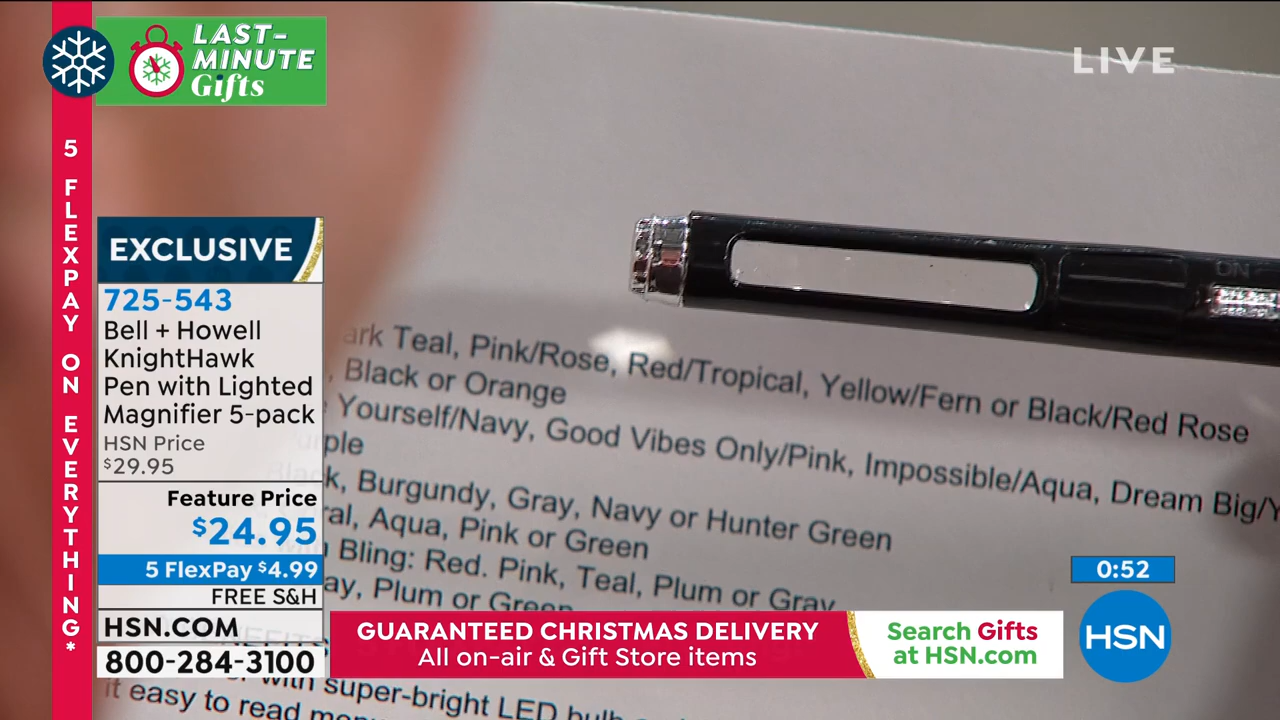 LAST-
MINUTE
Gifts
LIVE
5 FLEXPAY ON EVERYTHING*
EXCLUSIVE
725-543
Bell + Howell
KnightHawk
Pen with Lighted
Magnifier 5-pack
HSN Price
$29.95
Feature Price
$24.95
5 FlexPay $4.99
FREE S&H
HSN.COM
800-284-3100
ON
Teal, Pink/Rose, Red/Tropical, Yellow/Fern or Black/Red Rose
Black or Orange
Yourself/Navy, Good Vibes Only/Pink, Impossible/Aqua, Dream Big/
Burgundy, Gray, Navy or Hunter Green
Aqua, Pink or Green
Bling: Red. Pink, Teal, Plum or Gray
Plum or Green
with super-bright LED bulb
it easy to read
0:52
HSN
GUARANTEED CHRISTMAS DELIVERY
All on-air & Gift Store items
Search Gifts
at HSN.com